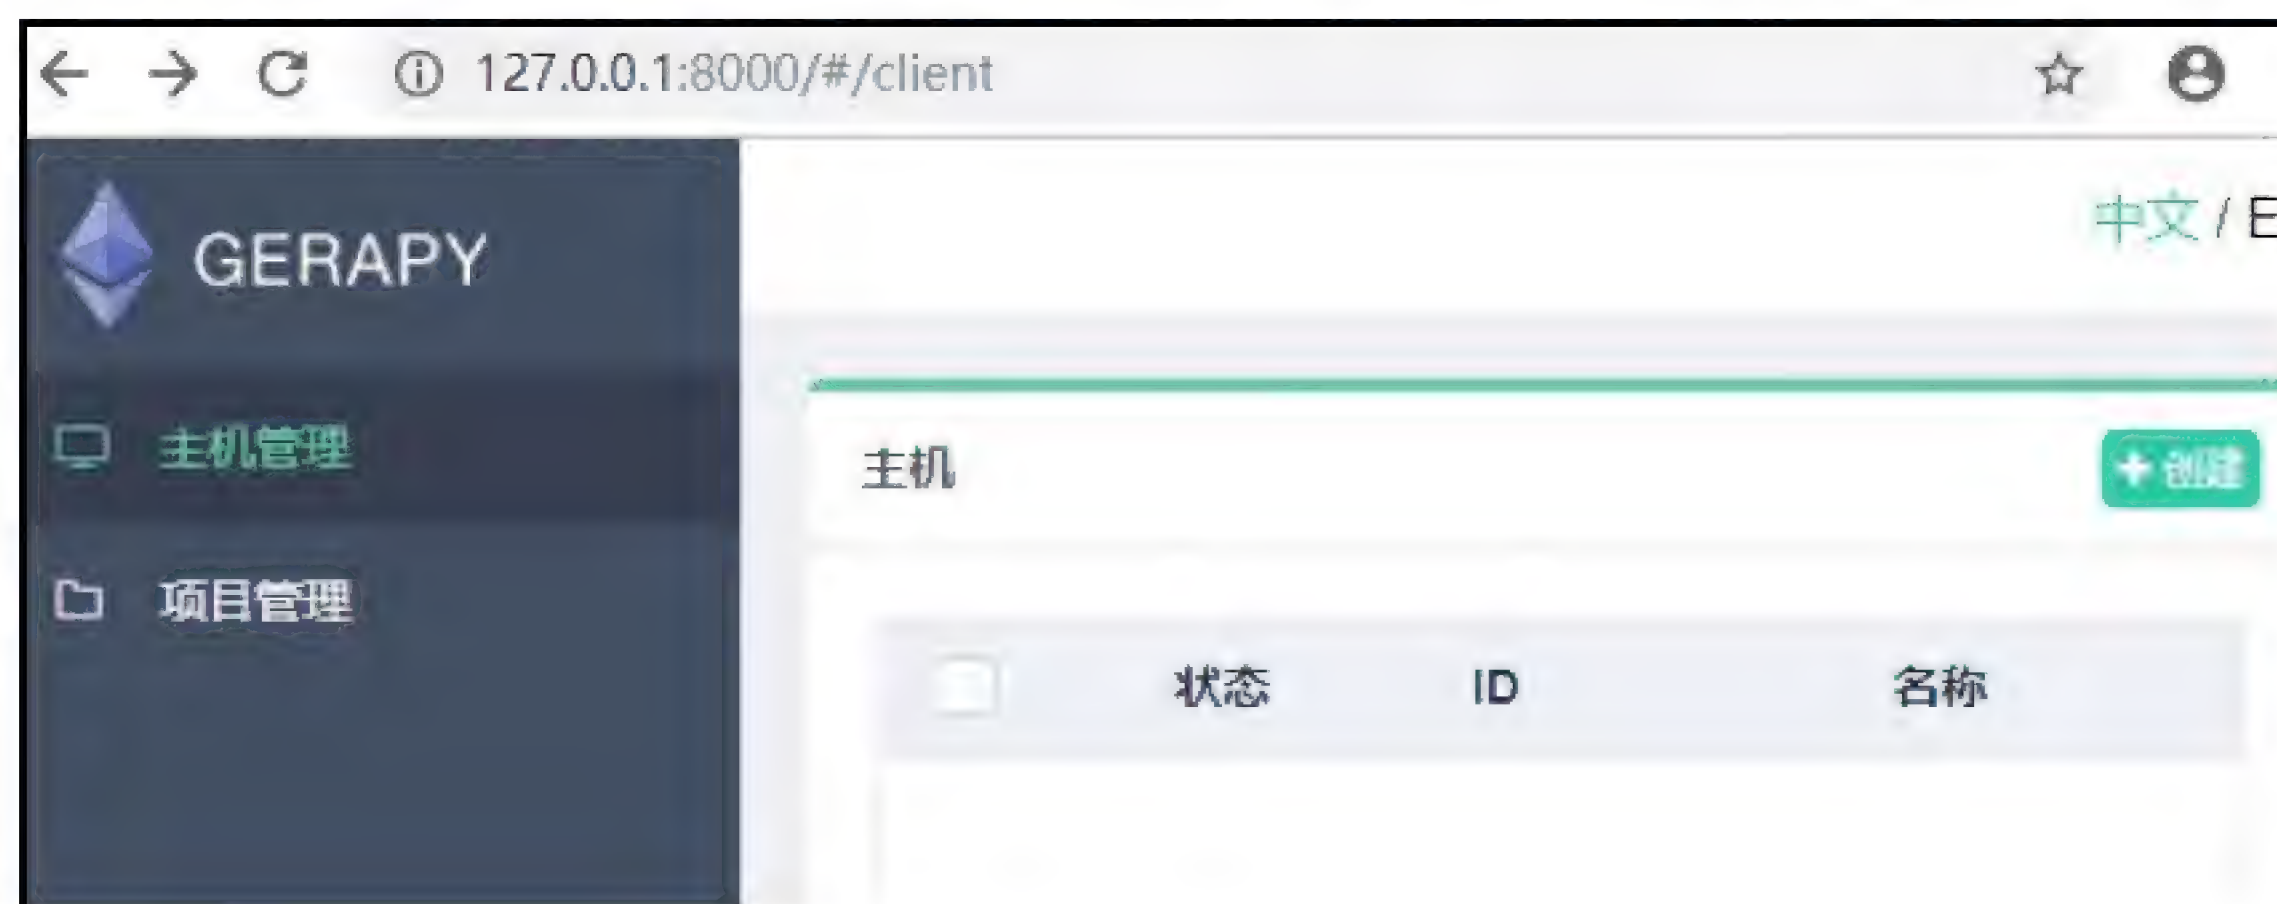 127.0.0.1:8000/#/client
中文 /
GERAPY
主机管理
主机
+ 创建
项目管理
状态 ID 名称